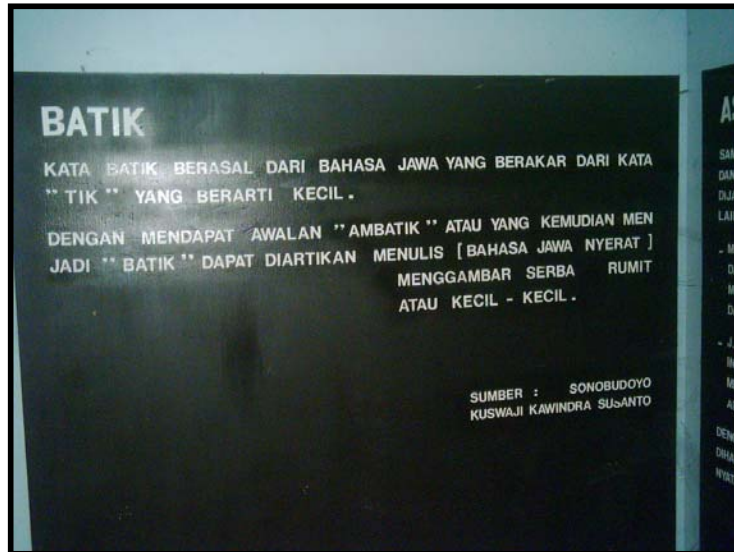 BATIK
KATA BATIK BERASAL DARI BAHASA JAWA YANG BERAKAR DARI KATA
" TIK " YANG BERARTI KECIL.
DENGAN MENDAPAT AWALAN "AMBATIK" ATAU YANG KEMUDIAN MEN
JADI "BATIK" DAPAT DIARTIKAN MENULIS [BAHASA JAWA NYERAT]
MENGGAMBAR SERBA RUMIT
ATAU KECIL - KECIL.
SUMBER : SONOBUDOYO
KUSWAJI KAWINDRA SUSANTO
DAN